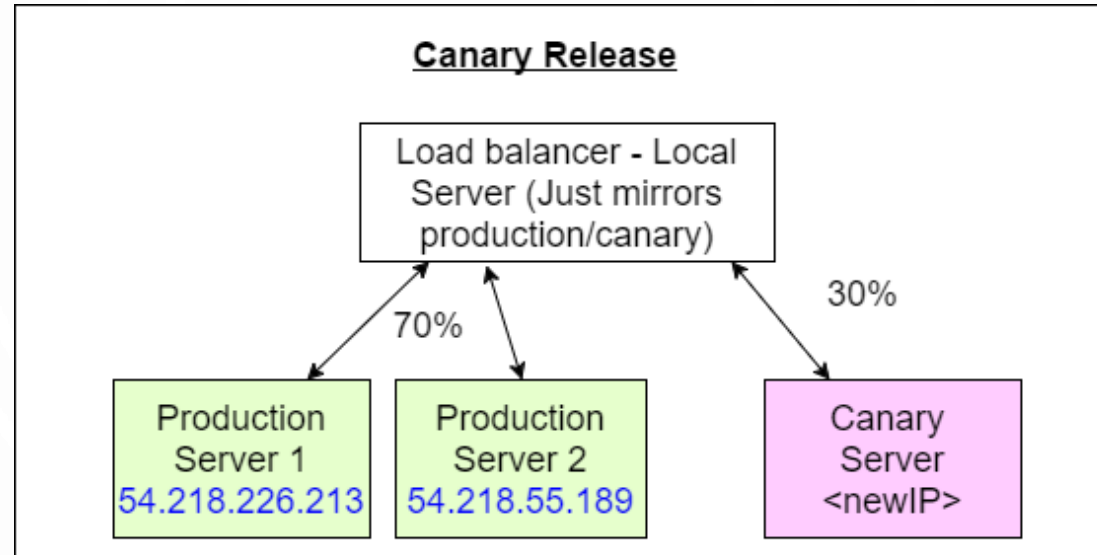 Canary Release
Load balancer - Local
Server (Just mirrors
production/canary)
70%
30%
Production
Server 1
54.218.226.213
Production
Server 2
54.218.55.189
Canary
Server
<newIP>